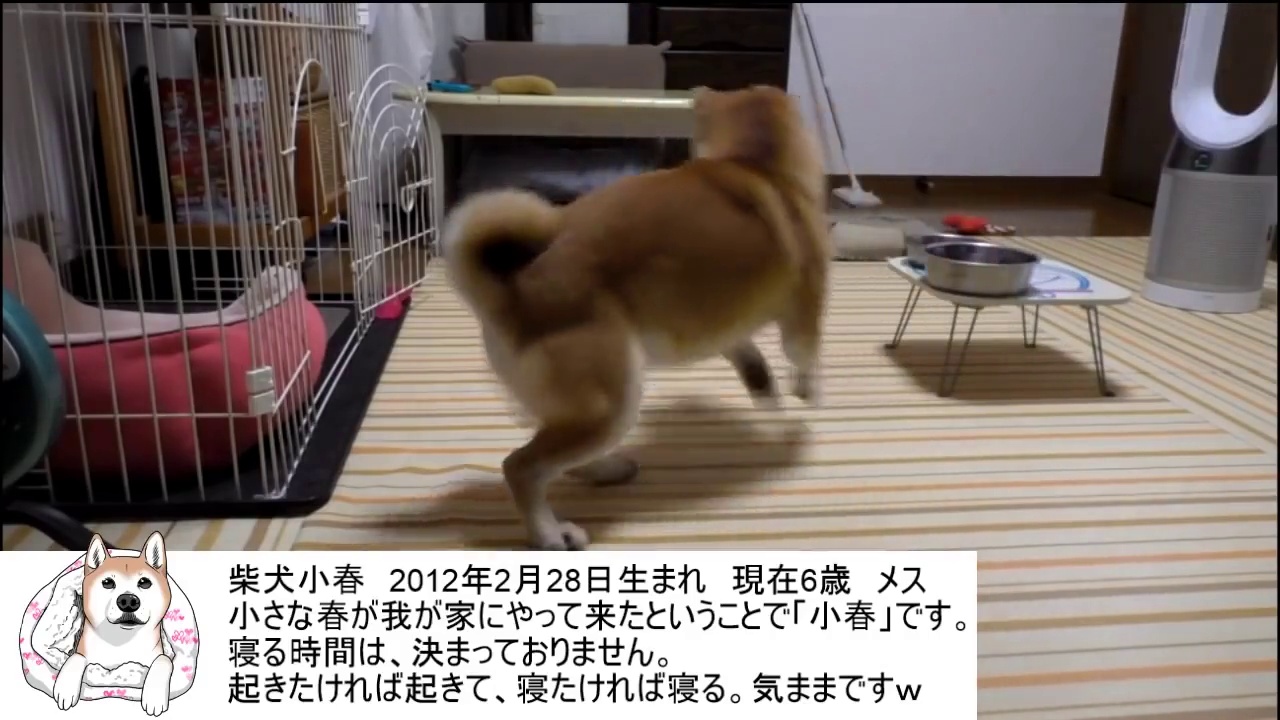 柴犬小春　2012年2月28日生まれ　現在6歳　メス
小さな春が我が家にやって来たということで「小春」です。
寝る時間は、決まっておりません。
起きたければ起きて、寝たければ寝る。気ままですｗ